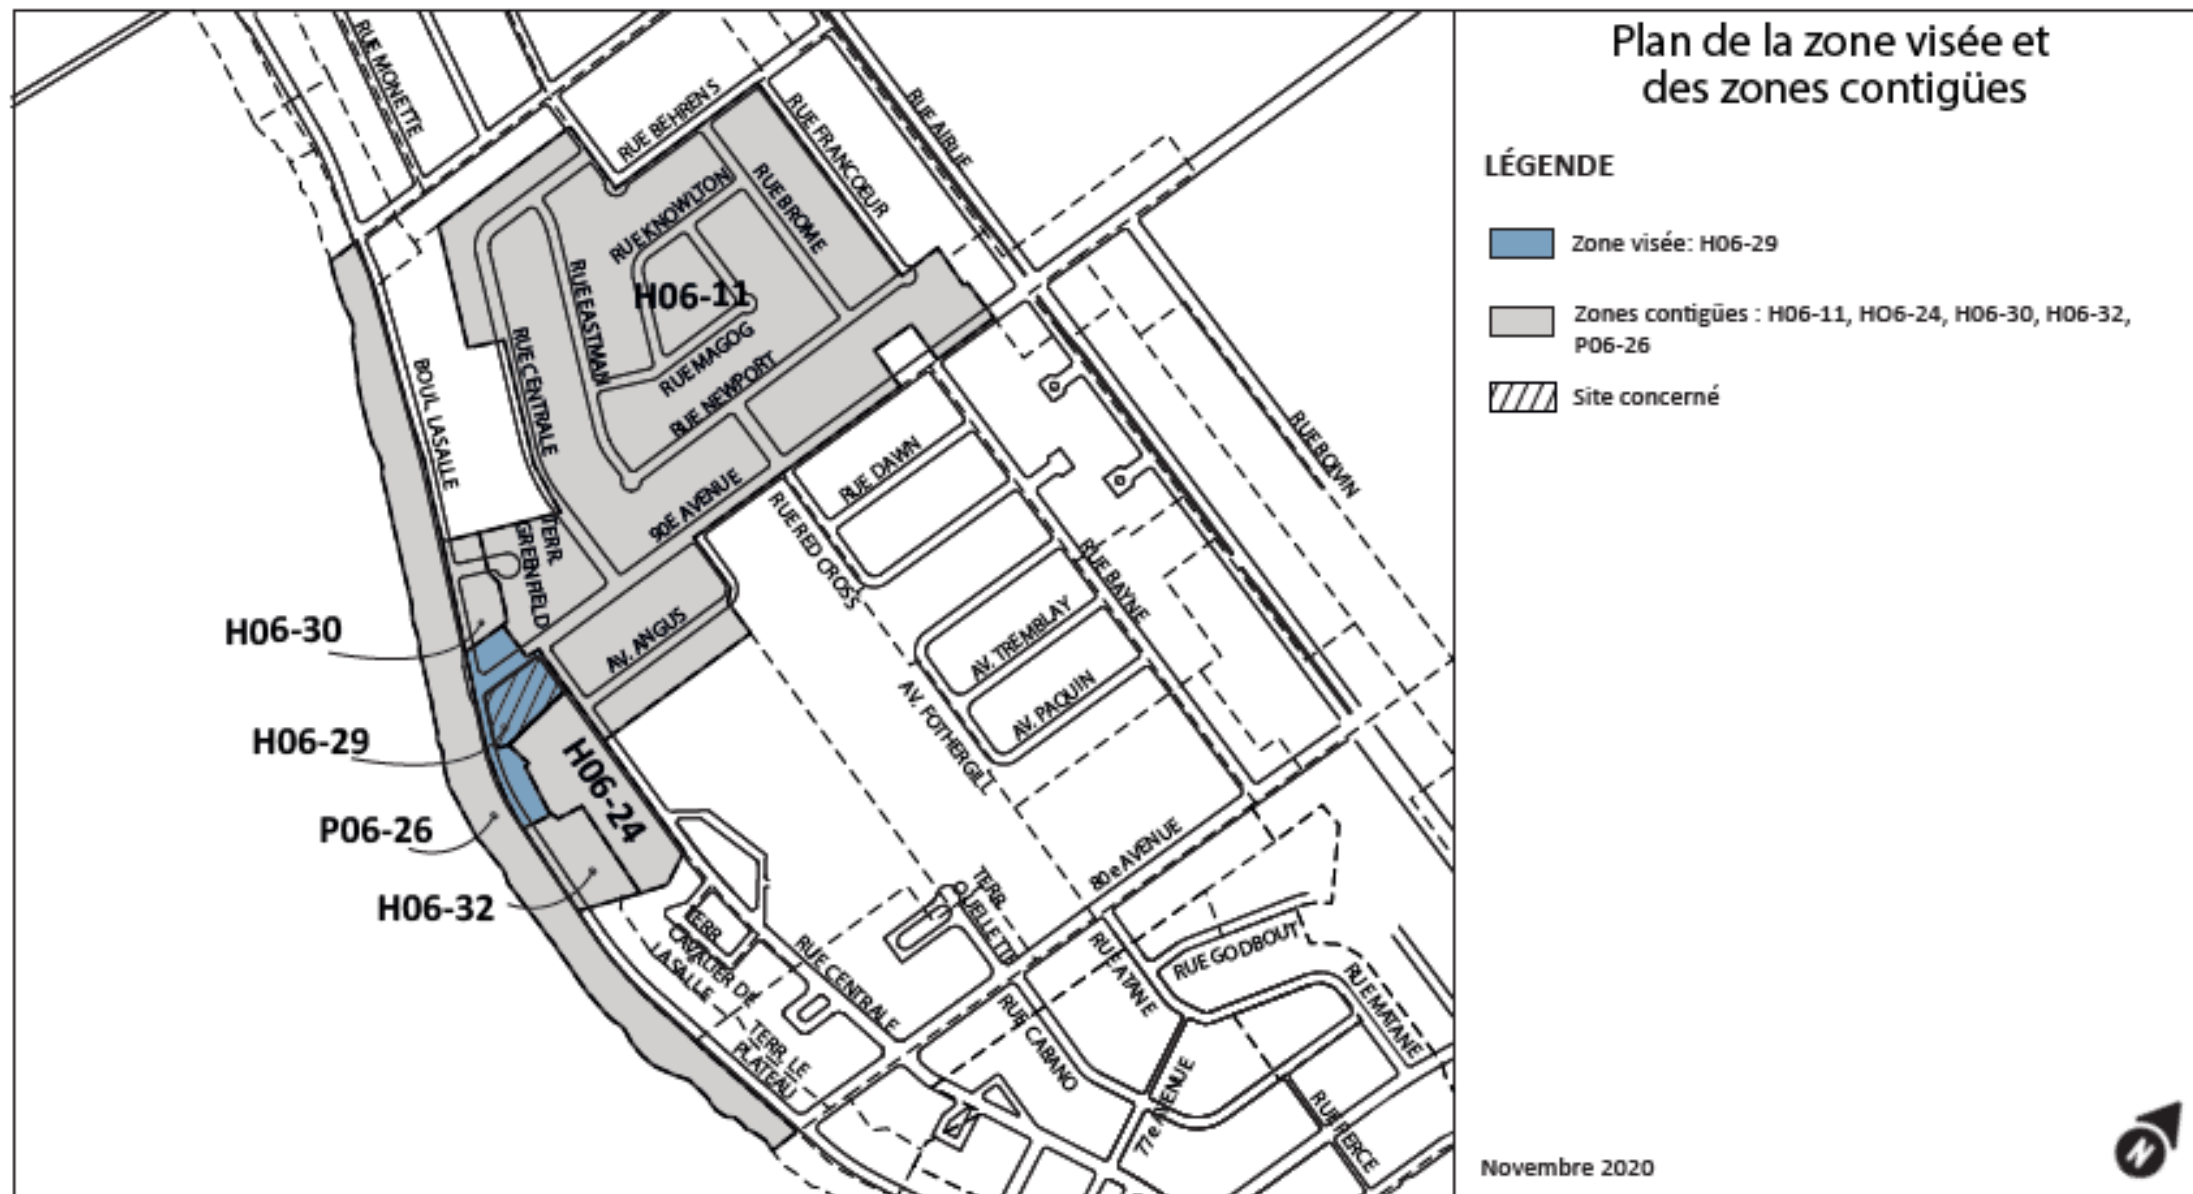 Plan de la zone visée et
des zones contigües
LÉGENDE
Zone visée: H06-29
Zones contigües : H06-11, HO6-24, H06-30, H06-32,
P06-26
Site concerné
Novembre 2020
N
RUE MONETTE
RUE BEHRENS
RUE FRANCOEUR
RUE AIRLIE
RUE KNOWLTON
RUE BROME
RUE EASTMAN
H06-11
RUE MAGOG
RUE NEWPORT
RUE CENTRALE
BOUL LASALLE
90E AVENUE
TERR.
GREENFIELD
AV. ANGUS
RUE DAWN
RUE RED CROSS
RUE BAYNE
RUE BOIVIN
AV. TREMBLAY
AV. PAQUIN
AV. FOTHERGILL
H06-30
H06-29
H06-24
P06-26
H06-32
80e AVENUE
TERR.
OUELLETTE
TERR.
CAVALIER DE
LASALLE
RUE CENTRALE
TERR. LE
PLATEAU
RUE CABANO
RUE GODBOUT
RUE MATANE
77e AVENUE
RUE PERCE